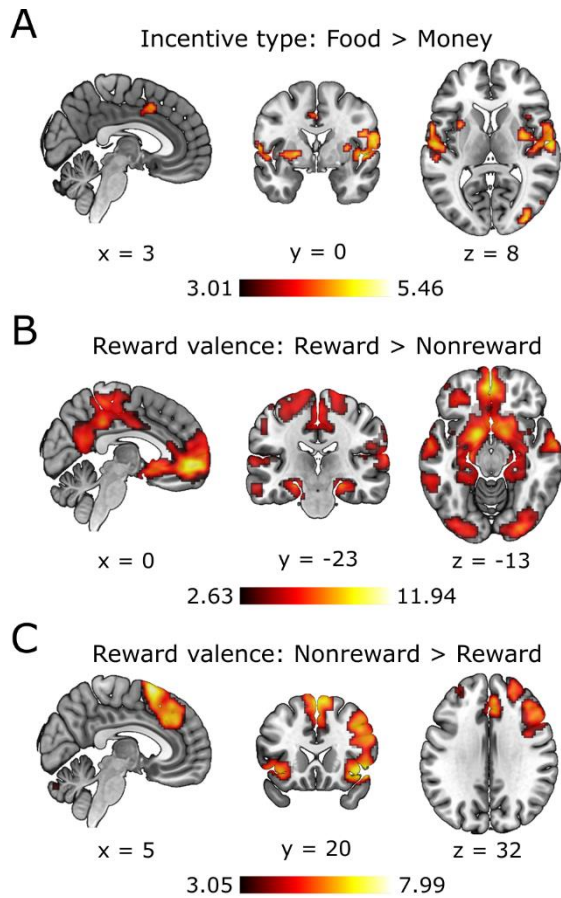 A
Incentive type: Food > Money
x = 3 y = 0 z = 8
3.01 5.46
B
Reward valence: Reward > Nonreward
x = 0 y = -23 z = -13
2.63 11.94
C
Reward valence: Nonreward > Reward
x = 5 y = 20 z = 32
3.05 7.99